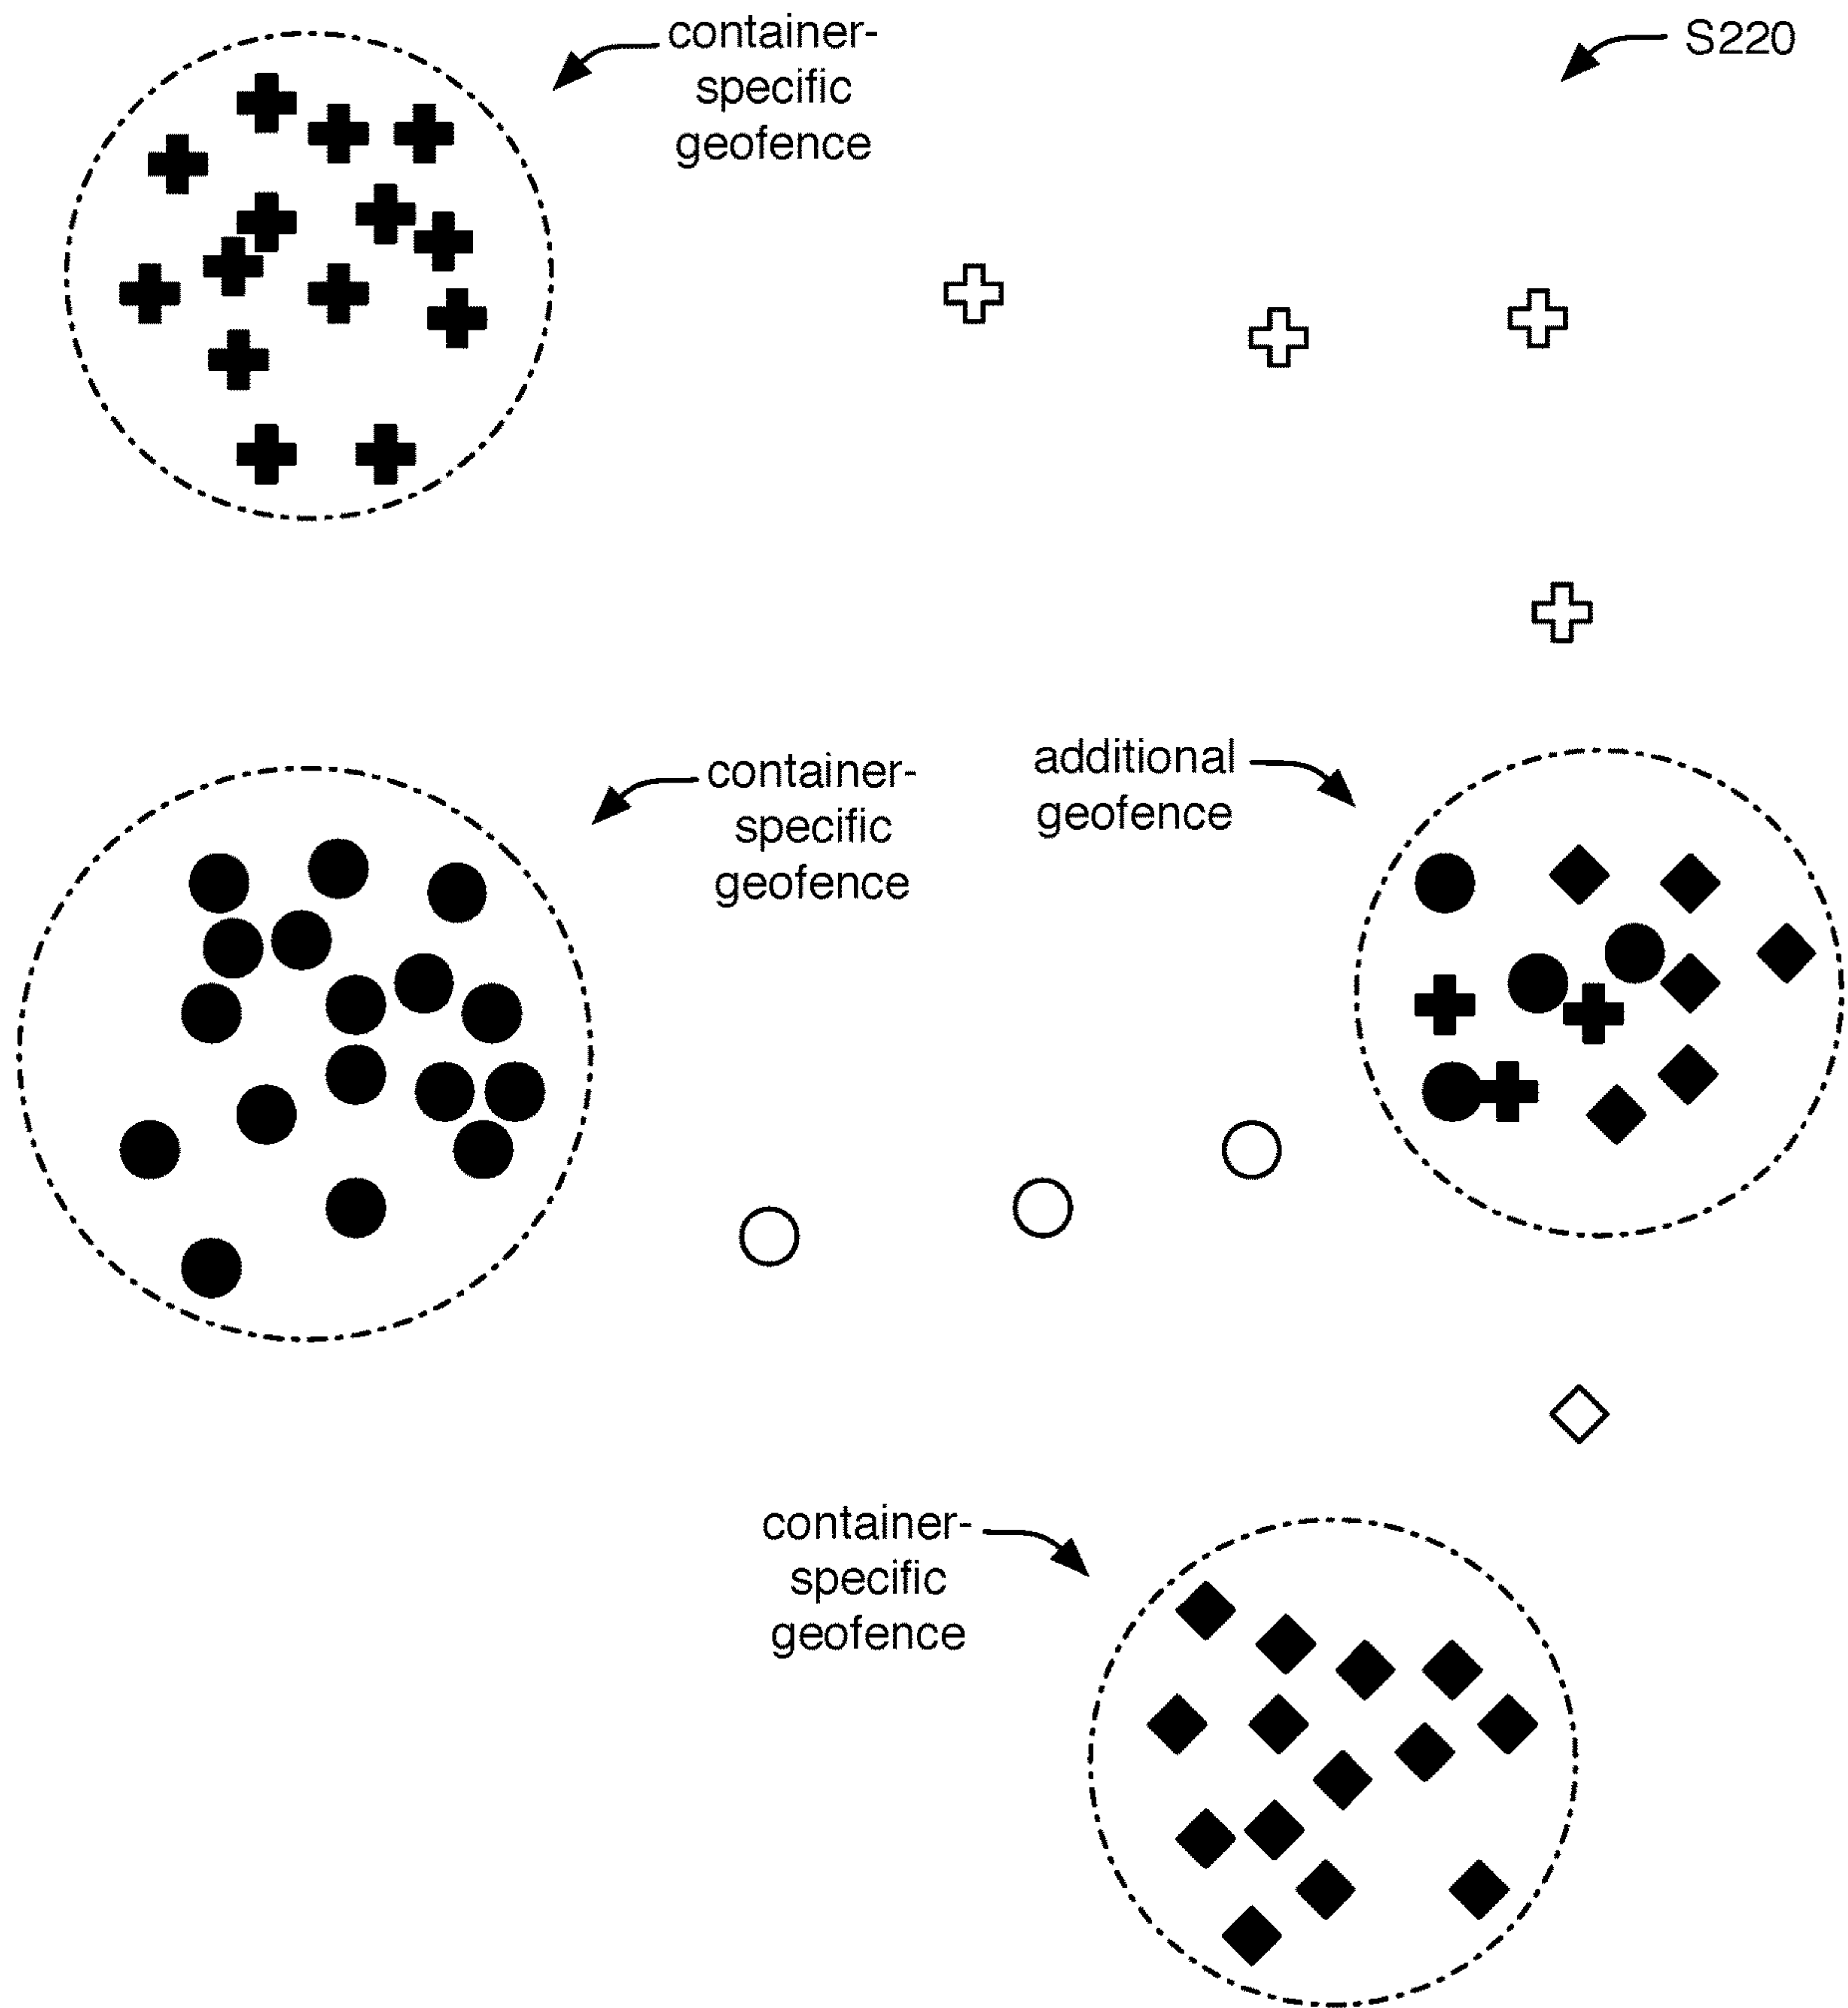 container-
specific
geofence
S220
container-
specific
geofence
additional
geofence
container-
specific
geofence